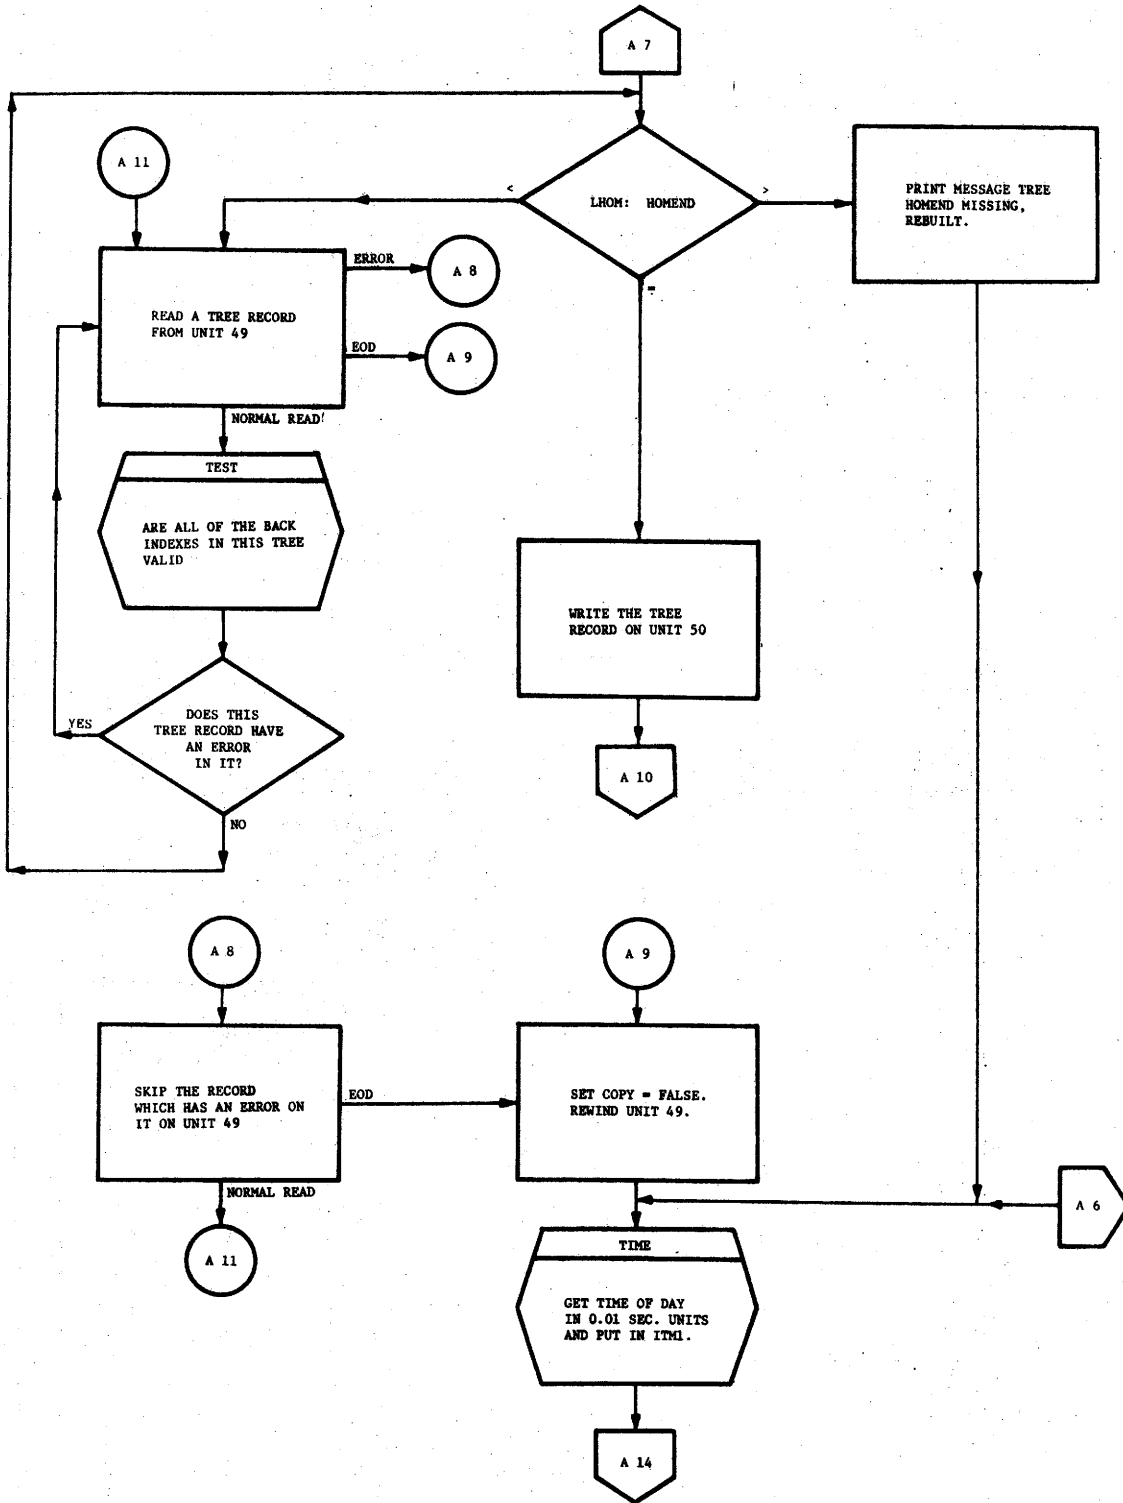 A 7
A 11
<
LHOM: HOMEND
>
PRINT MESSAGE TREE
HOMEND MISSING,
REBUILT.
ERROR
A 8
=
READ A TREE RECORD
FROM UNIT 49
EOD
A 9
NORMAL READ
TEST
ARE ALL OF THE BACK
INDEXES IN THIS TREE
VALID
WRITE THE TREE
RECORD ON UNIT 50
YES
DOES THIS
TREE RECORD HAVE
AN ERROR
IN IT?
A 10
NO
A 8
A 9
SKIP THE RECORD
WHICH HAS AN ERROR ON
IT ON UNIT 49
EOD
SET COPY = FALSE.
REWIND UNIT 49.
NORMAL READ
A 6
A 11
TIME
GET TIME OF DAY
IN 0.01 SEC. UNITS
AND PUT IN ITM1.
A 14